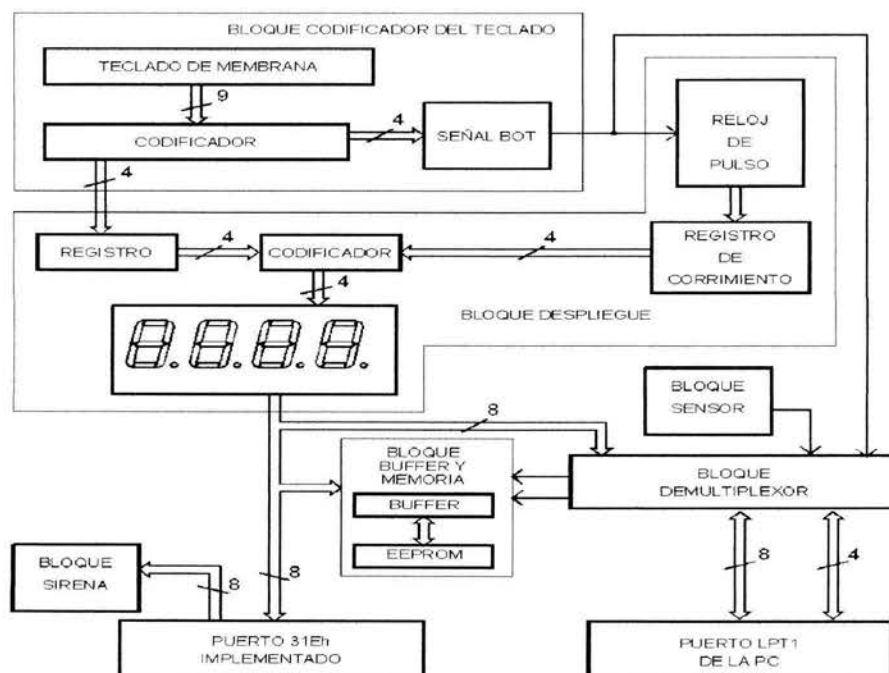 BLOQUE CODIFICADOR DEL TECLADO
TECLADO DE MEMBRANA
9
CODIFICADOR
4
SEÑAL BOT
RELOJ
DE
PULSO
4
REGISTRO
4
CODIFICADOR
4
REGISTRO
DE
CORRIMIENTO
4
BLOQUE DESPLIEGUE
8
BLOQUE
SENSOR
BLOQUE
BUFFER Y
MEMORIA
BUFFER
EEPROM
BLOQUE
DEMULTIPLEXOR
BLOQUE
SIRENA
8
8
8
4
PUERTO 31Eh
IMPLEMENTADO
PUERTO LPT1
DE LA PC